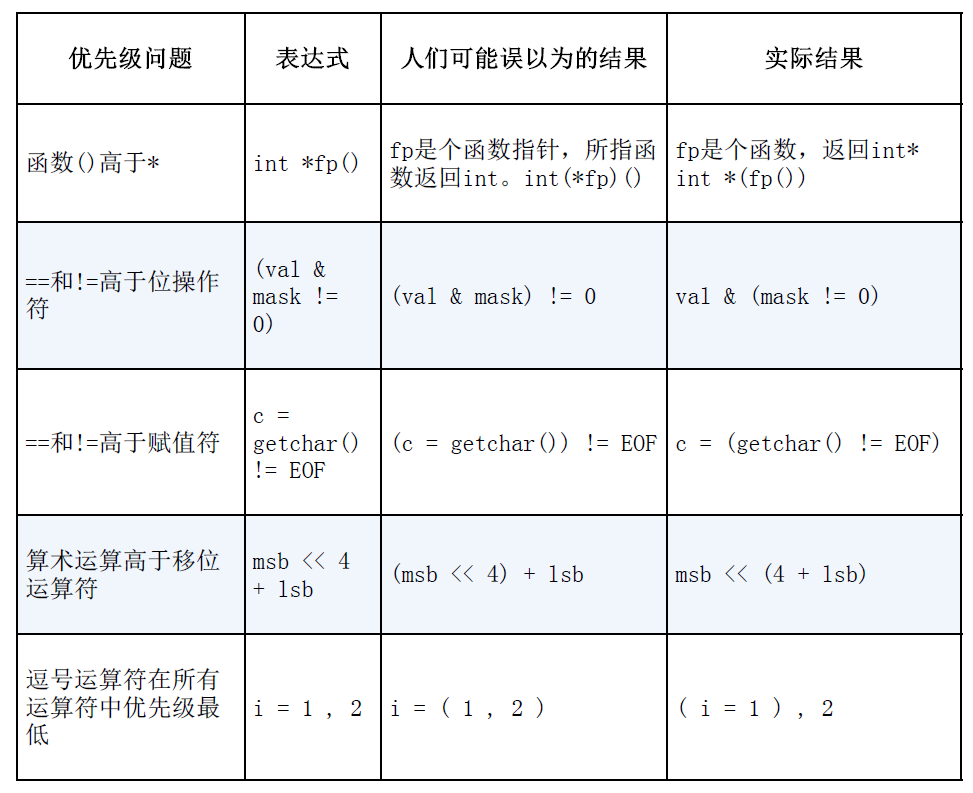 优先级问题
表达式
人们可能误以为的结果
实际结果
函数()高于*
int *fp()
fp是个函数指针，所指函
数返回int。int(*fp)()
fp是个函数，返回int*
int *(fp())
==和!=高于位操作
符
(val &
mask !=
0)
(val & mask) != 0
val & (mask != 0)
==和!=高于赋值符
c =
getchar()
!= EOF
(c = getchar()) != EOF
c = (getchar() != EOF)
算术运算高于移位
运算符
msb << 4
+ lsb
(msb << 4) + lsb
msb << (4 + lsb)
逗号运算符在所有
运算符中优先级最
低
i = 1 , 2
i = ( 1 , 2 )
( i = 1 ) , 2